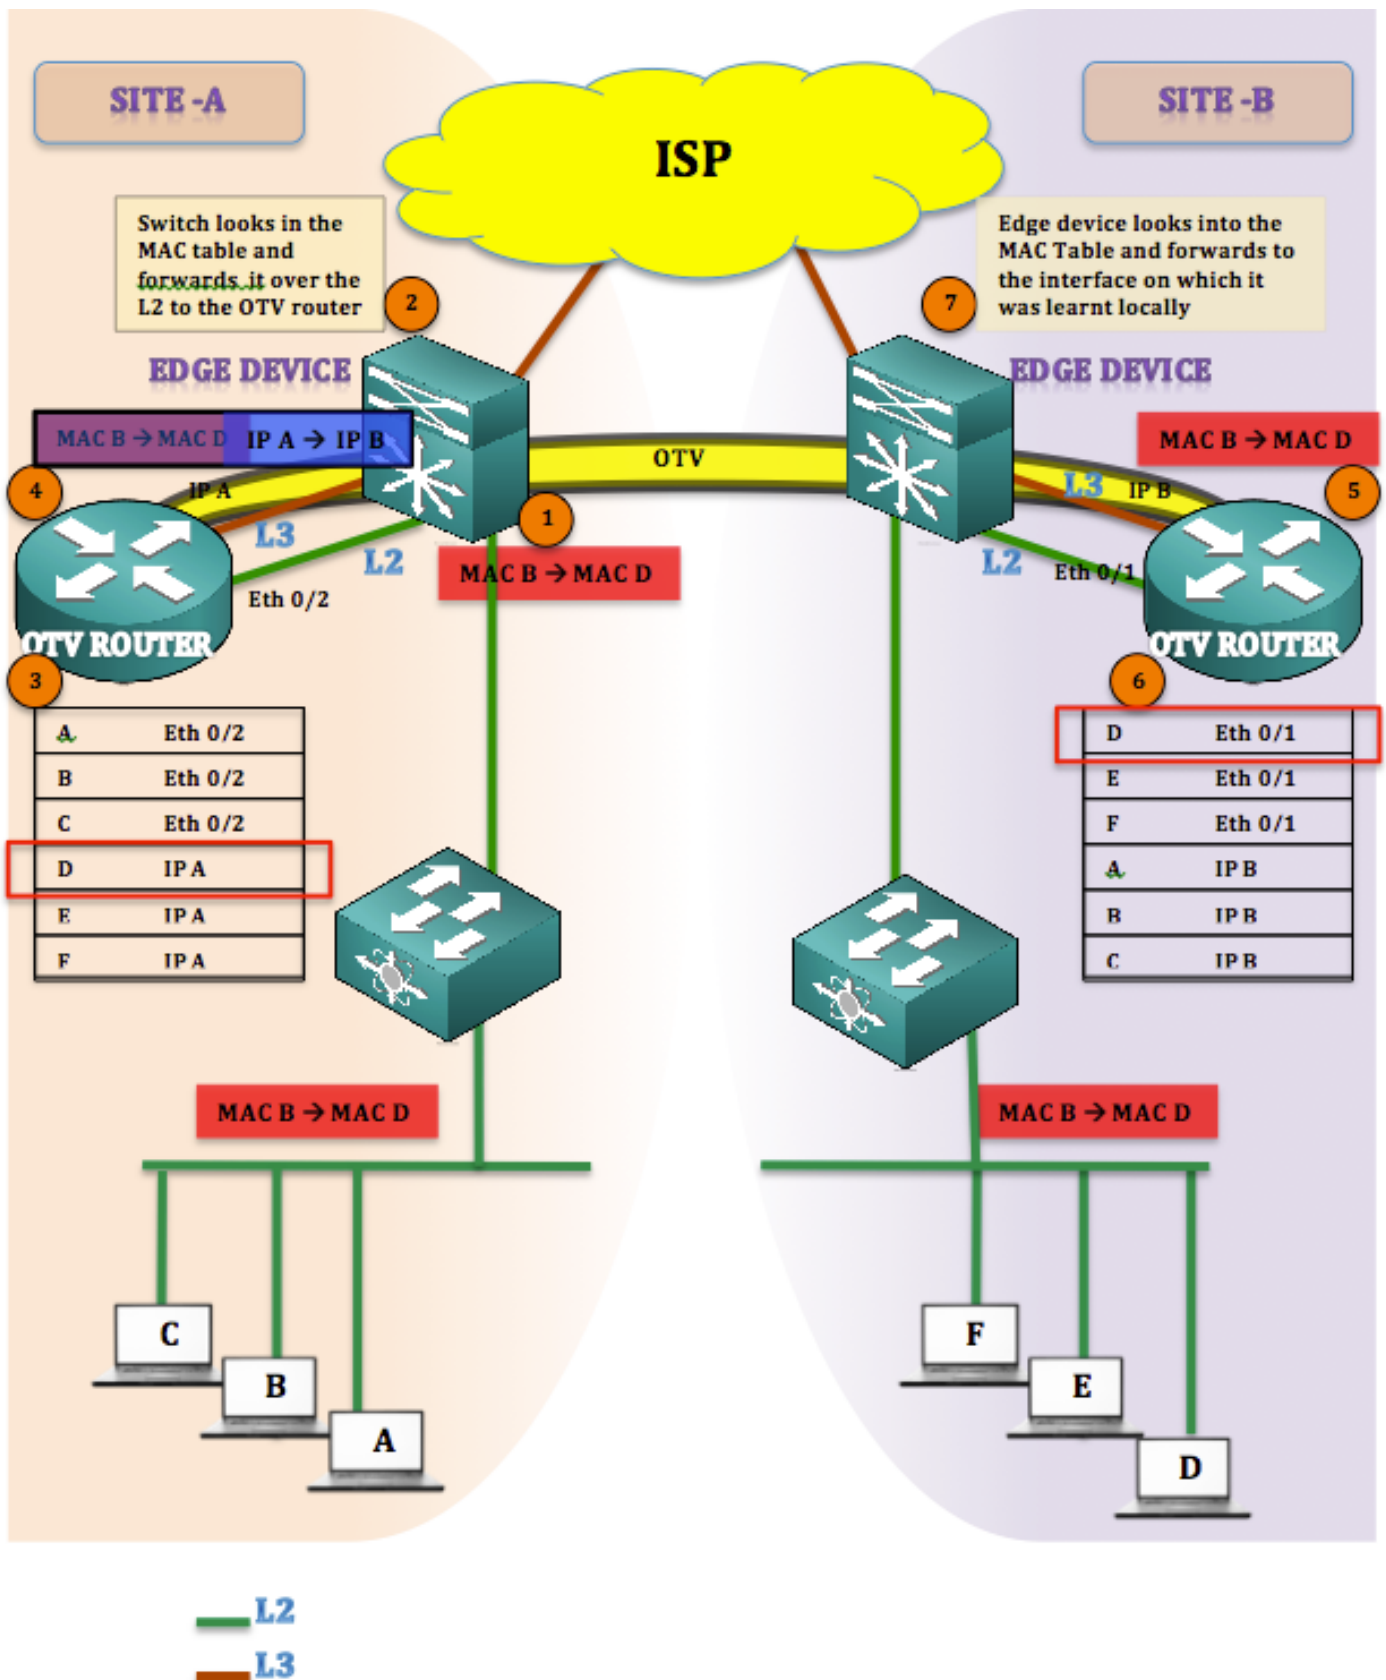 SITE -A
SITE -B
ISP
Switch looks in the
MAC table and
forwards it over the
L2 to the OTV router
2
7
Edge device looks into the
MAC Table and forwards to
the interface on which it
was learnt locally
EDGE DEVICE
EDGE DEVICE
MAC B → MAC D IP A → IP B
OTV
MAC B → MAC D
4
IP A
L3
L2
Eth 0/2
OTV ROUTER
1
MAC B → MAC D
L3
IP B
5
L2
Eth 0/1
OTV ROUTER
3
A Eth 0/2
B Eth 0/2
C Eth 0/2
D IP A
E IP A
F IP A
6
D Eth 0/1
E Eth 0/1
F Eth 0/1
A IP B
B IP B
C IP B
MAC B → MAC D
MAC B → MAC D
C
B
A
F
E
D
L2
L3